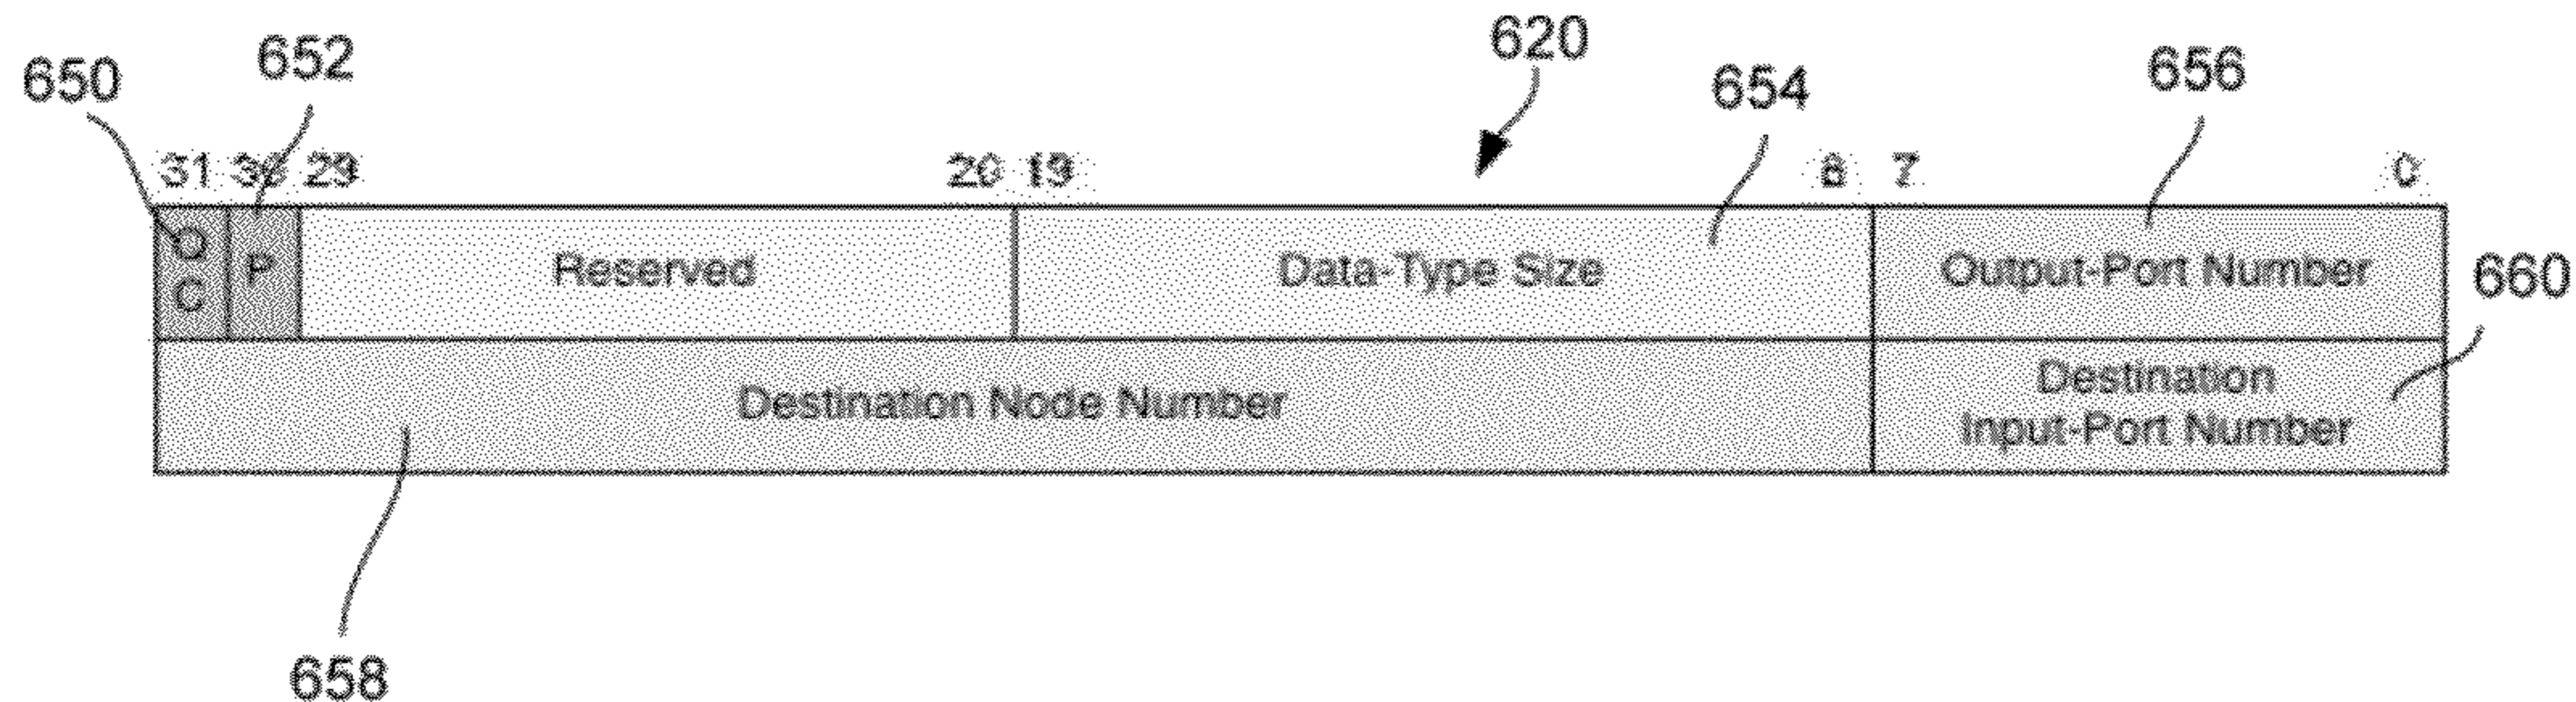 620
652
656
650
654
31 30 29 20 19 8 7 0
O
C
P
Reserved
Data-Type Size
Output-Port Number
660
Destination Node Number
Destination
Input-Port Number
658